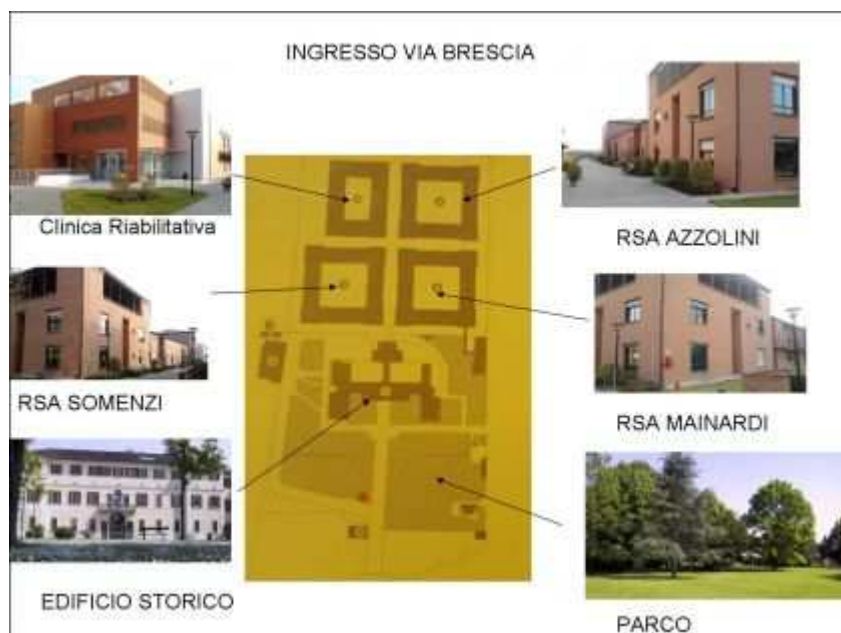 INGRESSO VIA BRESCIA
Clinica Riabilitativa
RSA AZZOLINI
RSA SOMENZI
RSA MAINARDI
EDIFICIO STORICO
PARCO